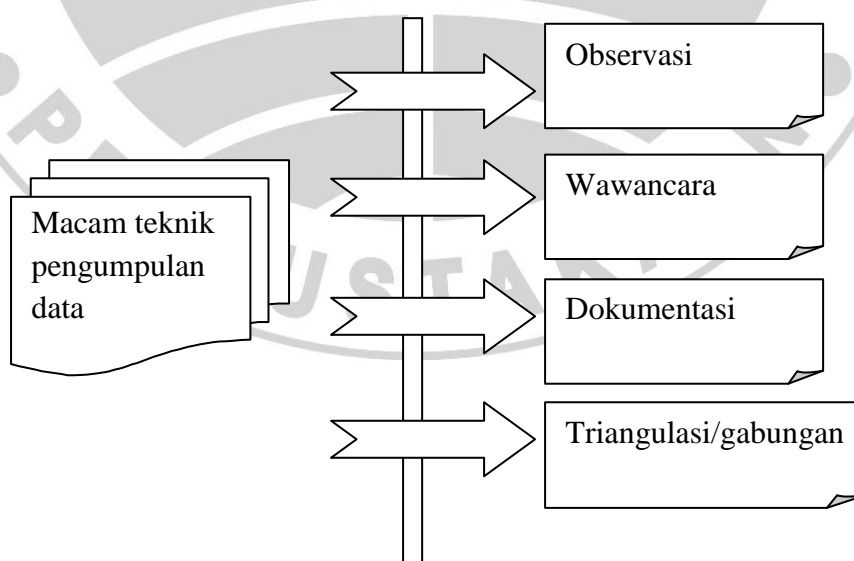 Observasi
Wawancara
Macam teknik
pengumpulan
data
Dokumentasi
Triangulasi/gabungan